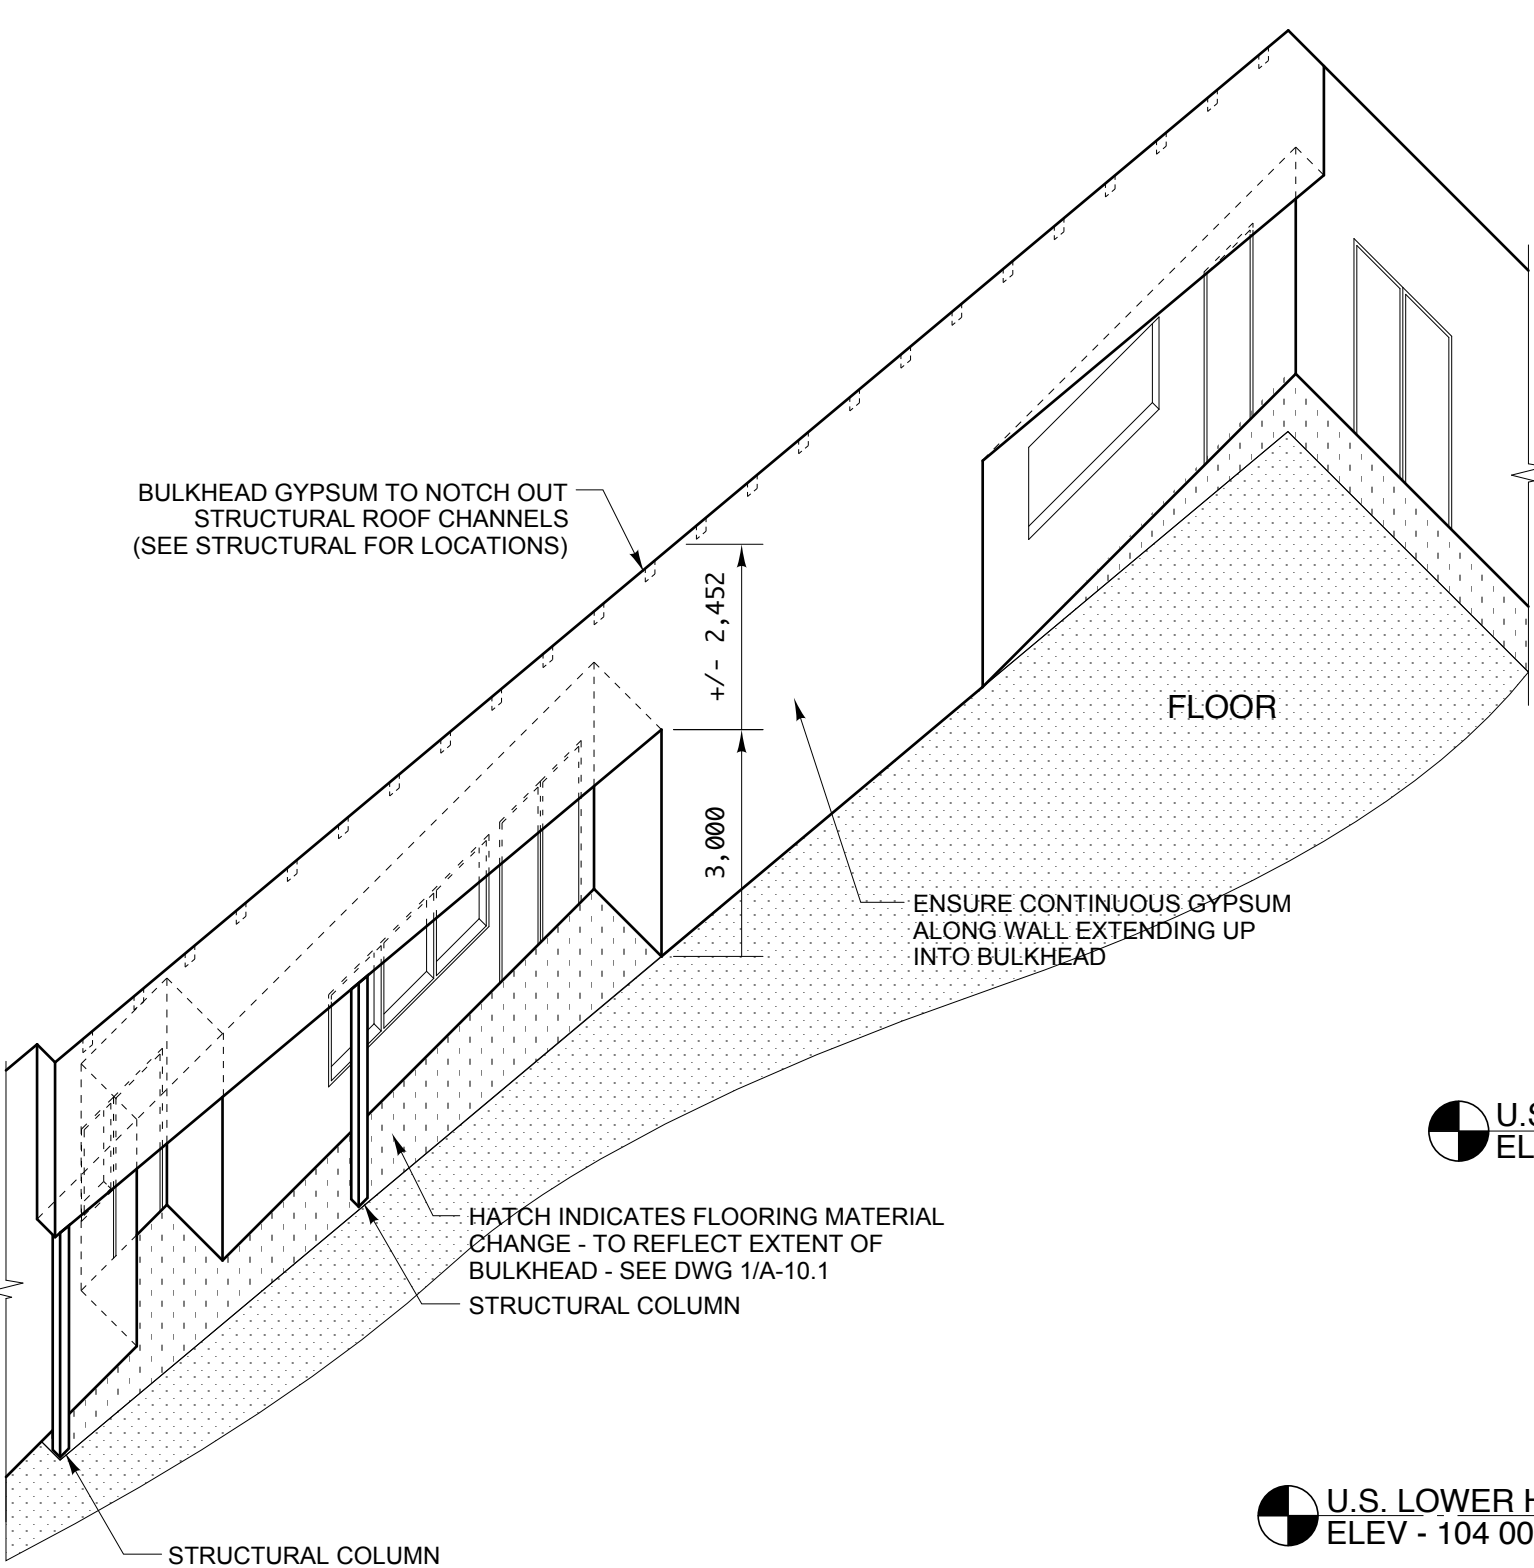 BULKHEAD GYPSUM TO NOTCH OUT
STRUCTURAL ROOF CHANNELS
(SEE STRUCTURAL FOR LOCATIONS)
+/- 2,452
3,000
FLOOR
ENSURE CONTINUOUS GYPSUM
ALONG WALL EXTENDING UP
INTO BULKHEAD
HATCH INDICATES FLOORING MATERIAL
CHANGE - TO REFLECT EXTENT OF
BULKHEAD - SEE DWG 1/A-10.1
STRUCTURAL COLUMN
STRUCTURAL COLUMN
U.S
EL
U.S. LOWER H
ELEV - 104 00